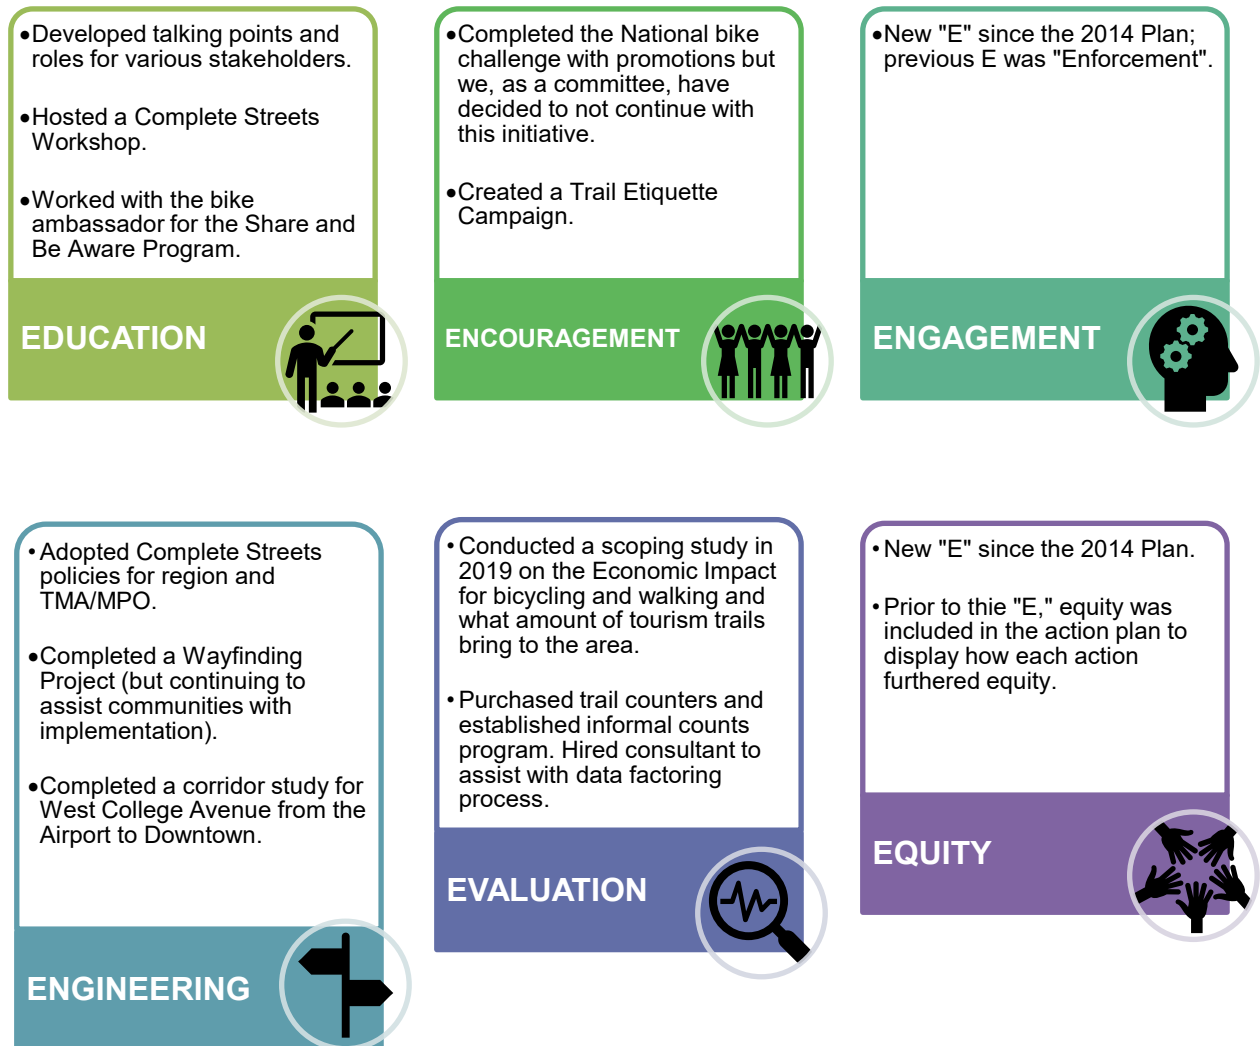 •Developed talking points and
roles for various stakeholders.
•Hosted a Complete Streets
Workshop.
•Worked with the bike
ambassador for the Share and
Be Aware Program.
EDUCATION
•Completed the National bike
challenge with promotions but
we, as a committee, have
decided to not continue with
this initiative.
•Created a Trail Etiquette
Campaign.
ENCOURAGEMENT
•New "E" since the 2014 Plan;
previous E was "Enforcement".
ENGAGEMENT
•Adopted Complete Streets
policies for region and
TMA/MPO.
•Completed a Wayfinding
Project (but continuing to
assist communities with
implementation).
•Completed a corridor study for
West College Avenue from the
Airport to Downtown.
ENGINEERING
•Conducted a scoping study in
2019 on the Economic Impact
for bicycling and walking and
what amount of tourism trails
bring to the area.
•Purchased trail counters and
established informal counts
program. Hired consultant to
assist with data factoring
process.
EVALUATION
•New "E" since the 2014 Plan.
•Prior to thie "E," equity was
included in the action plan to
display how each action
furthered equity.
EQUITY